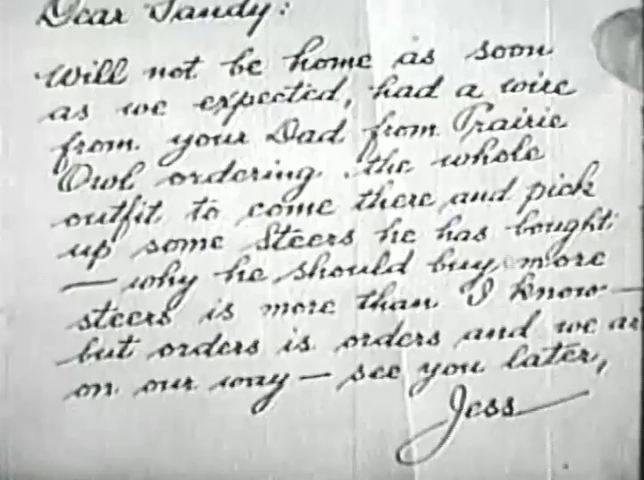 Dear Sandy:
Will not be home as soon
as we expected, had a wire
from your Dad from Prairie
Owl ordering the whole
outfit to come there and pick
up some steers he has bought
— why he should buy more
steers is more than I know —
but orders is orders and we ar
on our way — see you later,
Jess